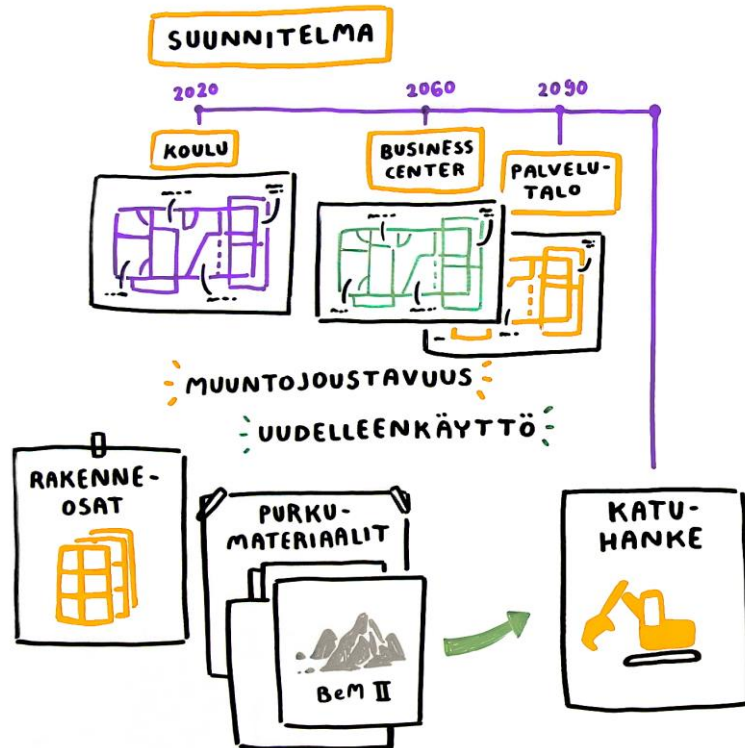 SUUNNITELMA
2020
2060
2090
KOULU
BUSINESS
CENTER
PALVELU-
TALO
MUUNTOJOUSTAVUUS
UUDELLEENKÄYTTÖ
RAKENNE-
OSAT
PURKU-
MATERIAALIT
BeM II
KATU-
HANKE